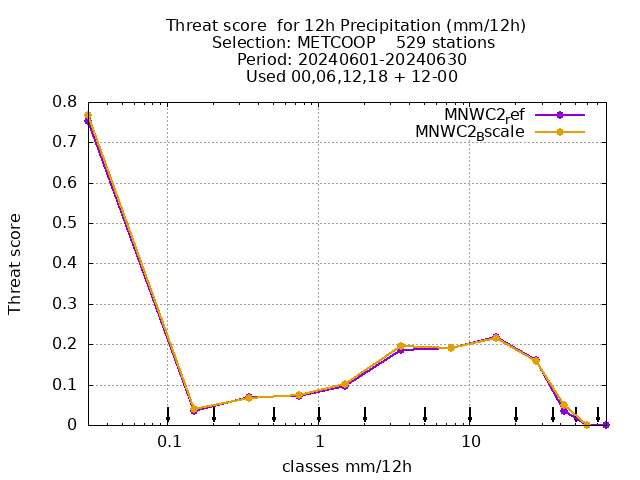 Threat score  for 12h Precipitation (mm/12h)
Selection: METCOOP    529 stations
Period: 20240601-20240630
Used 00,06,12,18 + 12-00
MNWC2ref
MNWC2Bscale
0.8
0.7
0.6
0.5
0.4
0.3
0.2
0.1
0
Threat score
0.1 1 10
classes mm/12h